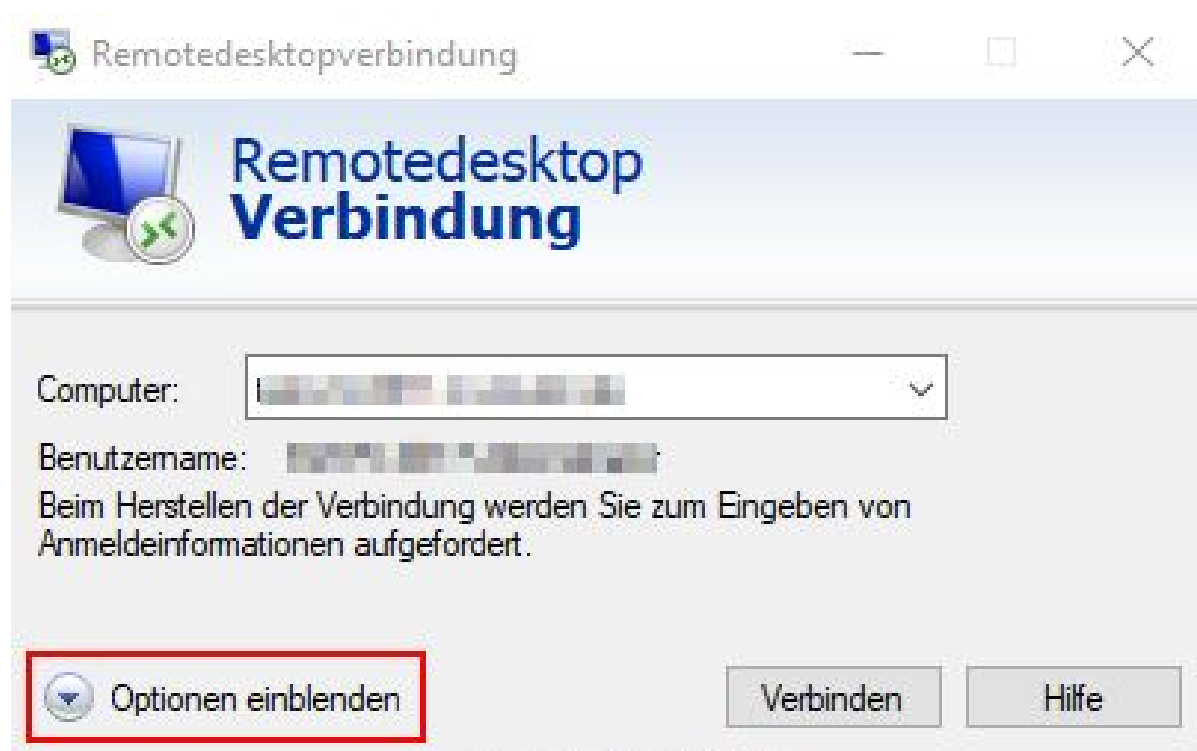 Remotedesktopverbindung
Remotedesktop
Verbindung
Computer:
Benutzername:
Beim Herstellen der Verbindung werden Sie zum Eingeben von
Anmeldeinformationen aufgefordert.
Optionen einblenden
Verbinden
Hilfe